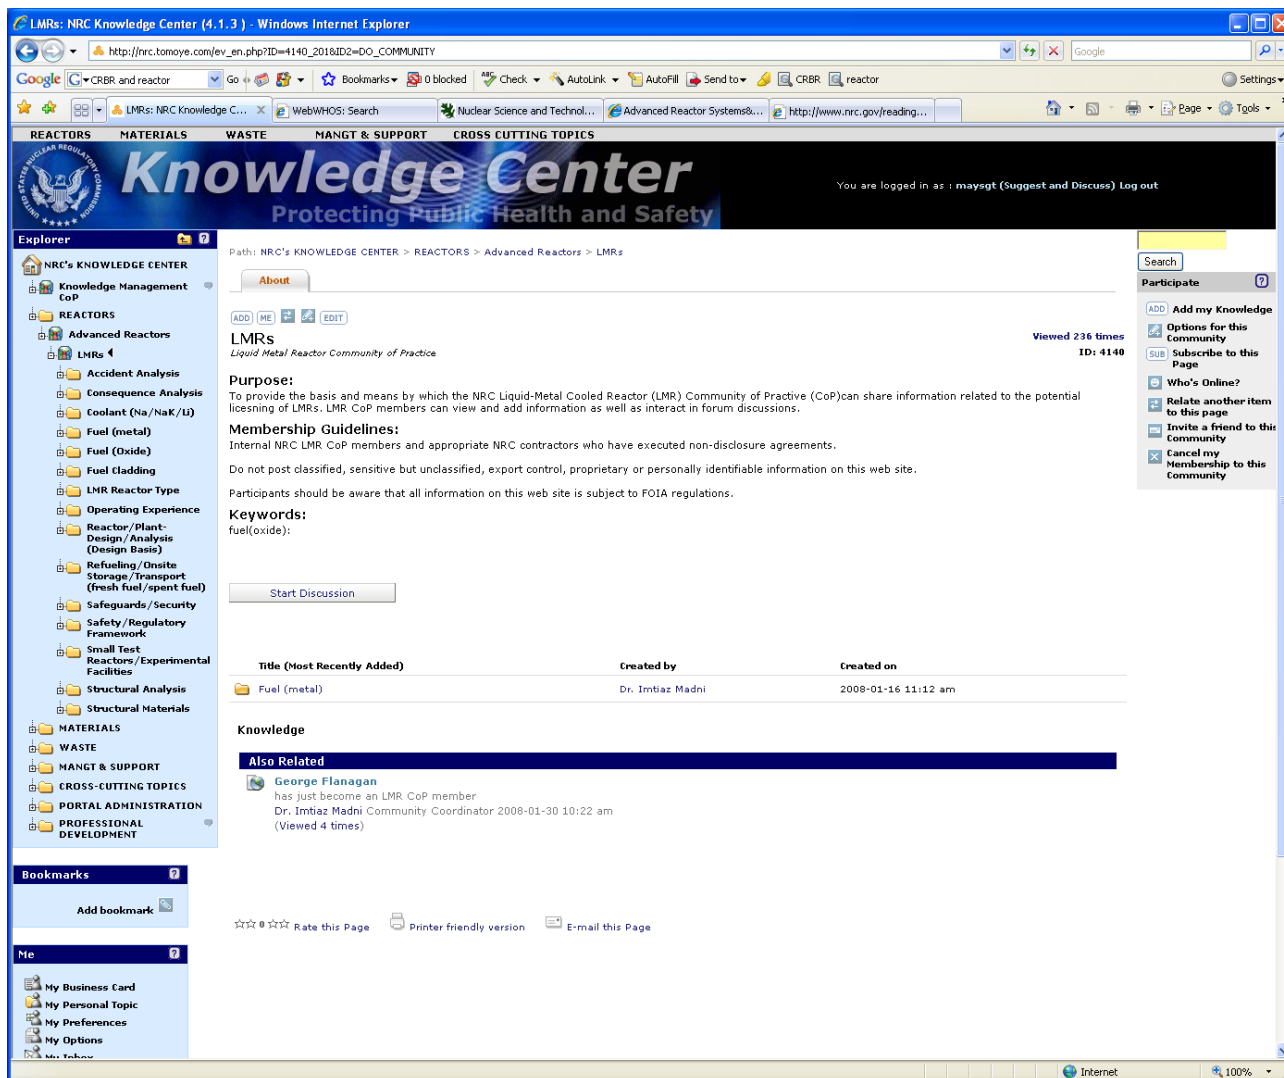 LMRs: NRC Knowledge Center (4.1.3 ) - Windows Internet Explorer
http://nrc.tomoye.com/ev_en.php?ID=4140_201&ID2=DO_COMMUNITY
Google
Google CRBR and reactor Go Bookmarks 0 blocked Check AutoLink AutoFill Send to CRBR reactor Settings
LMRs: NRC Knowledge C... WebWHOS: Search Nuclear Science and Technol... Advanced Reactor Systems&... http://www.nrc.gov/reading... Page Tools
REACTORS MATERIALS WASTE MANGT & SUPPORT CROSS CUTTING TOPICS
UNITED STATES NUCLEAR REGULATORY COMMISSION
Knowledge Center
Protecting Public Health and Safety
You are logged in as : maysgt (Suggest and Discuss) Log out
Explorer
NRC's KNOWLEDGE CENTER
Knowledge Management
CoP
REACTORS
Advanced Reactors
LMRs
Accident Analysis
Consequence Analysis
Coolant (Na/NaK/Li)
Fuel (metal)
Fuel (Oxide)
Fuel Cladding
LMR Reactor Type
Operating Experience
Reactor/Plant-
Design/Analysis
(Design Basis)
Refueling/Onsite
Storage/Transport
(fresh fuel/spent fuel)
Safeguards/Security
Safety/Regulatory
Framework
Small Test
Reactors/Experimental
Facilities
Structural Analysis
Structural Materials
MATERIALS
WASTE
MANGT & SUPPORT
CROSS-CUTTING TOPICS
PORTAL ADMINISTRATION
PROFESSIONAL
DEVELOPMENT
Bookmarks
Add bookmark
Me
My Business Card
My Personal Topic
My Preferences
My Options
My Inbox
Path: NRC's KNOWLEDGE CENTER > REACTORS > Advanced Reactors > LMRs
About
ADD ME EDIT
LMRs
Viewed 236 times
Liquid Metal Reactor Community of Practice
ID: 4140
Purpose:
To provide the basis and means by which the NRC Liquid-Metal Cooled Reactor (LMR) Community of Practive (CoP)can share information related to the potential
licesning of LMRs. LMR CoP members can view and add information as well as interact in forum discussions.
Membership Guidelines:
Internal NRC LMR CoP members and appropriate NRC contractors who have executed non-disclosure agreements.
Do not post classified, sensitive but unclassified, export control, proprietary or personally identifiable information on this web site.
Participants should be aware that all information on this web site is subject to FOIA regulations.
Keywords:
fuel(oxide):
Start Discussion
Title (Most Recently Added) Created by Created on
Fuel (metal) Dr. Imtiaz Madni 2008-01-16 11:12 am
Knowledge
Also Related
George Flanagan
has just become an LMR CoP member
Dr. Imtiaz Madni Community Coordinator 2008-01-30 10:22 am
(Viewed 4 times)
0 Rate this Page Printer friendly version E-mail this Page
Search
Participate
ADD Add my Knowledge
Options for this
Community
SUB Subscribe to this
Page
Who's Online?
Relate another item
to this page
Invite a friend to this
Community
Cancel my
Membership to this
Community
Internet 100%